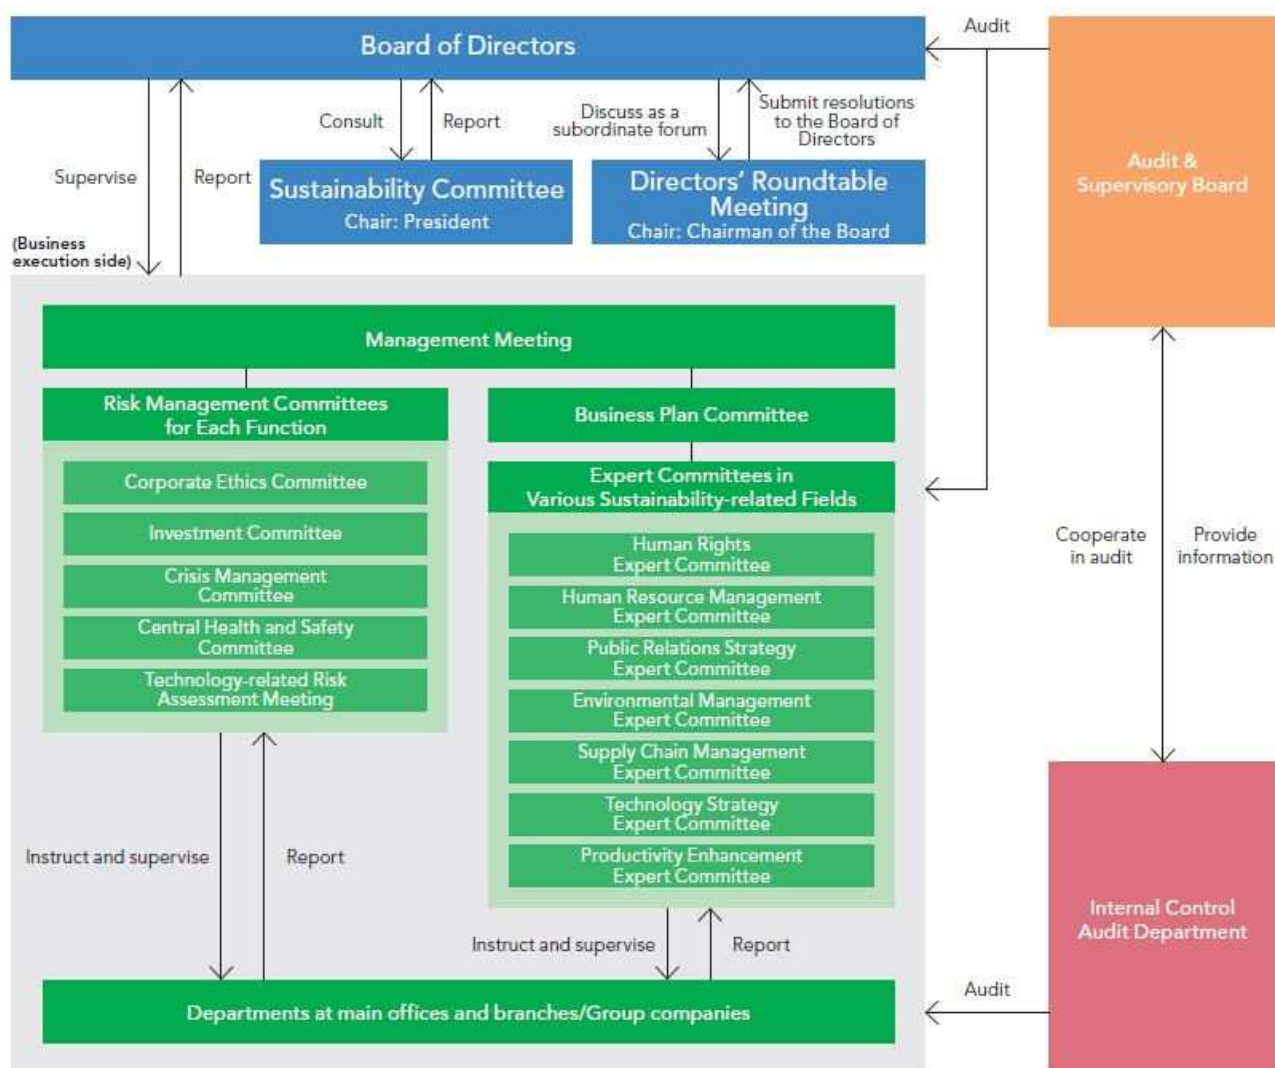 Board of Directors
Audit
Audit &
Supervisory Board
Supervise
Report
Consult
Report
Discuss as a
subordinate forum
Submit resolutions
to the Board of
Directors
Sustainability Committee
Chair: President
Directors’ Roundtable
Meeting
Chair: Chairman of the Board
(Business
execution side)
Management Meeting
Risk Management Committees
for Each Function
Corporate Ethics Committee
Investment Committee
Crisis Management
Committee
Central Health and Safety
Committee
Technology-related Risk
Assessment Meeting
Business Plan Committee
Expert Committees in
Various Sustainability-related Fields
Human Rights
Expert Committee
Human Resource Management
Expert Committee
Public Relations Strategy
Expert Committee
Environmental Management
Expert Committee
Supply Chain Management
Expert Committee
Technology Strategy
Expert Committee
Productivity Enhancement
Expert Committee
Cooperate
in audit
Provide
information
Instruct and supervise
Report
Instruct and supervise
Report
Internal Control
Audit Department
Audit
Departments at main offices and branches/Group companies